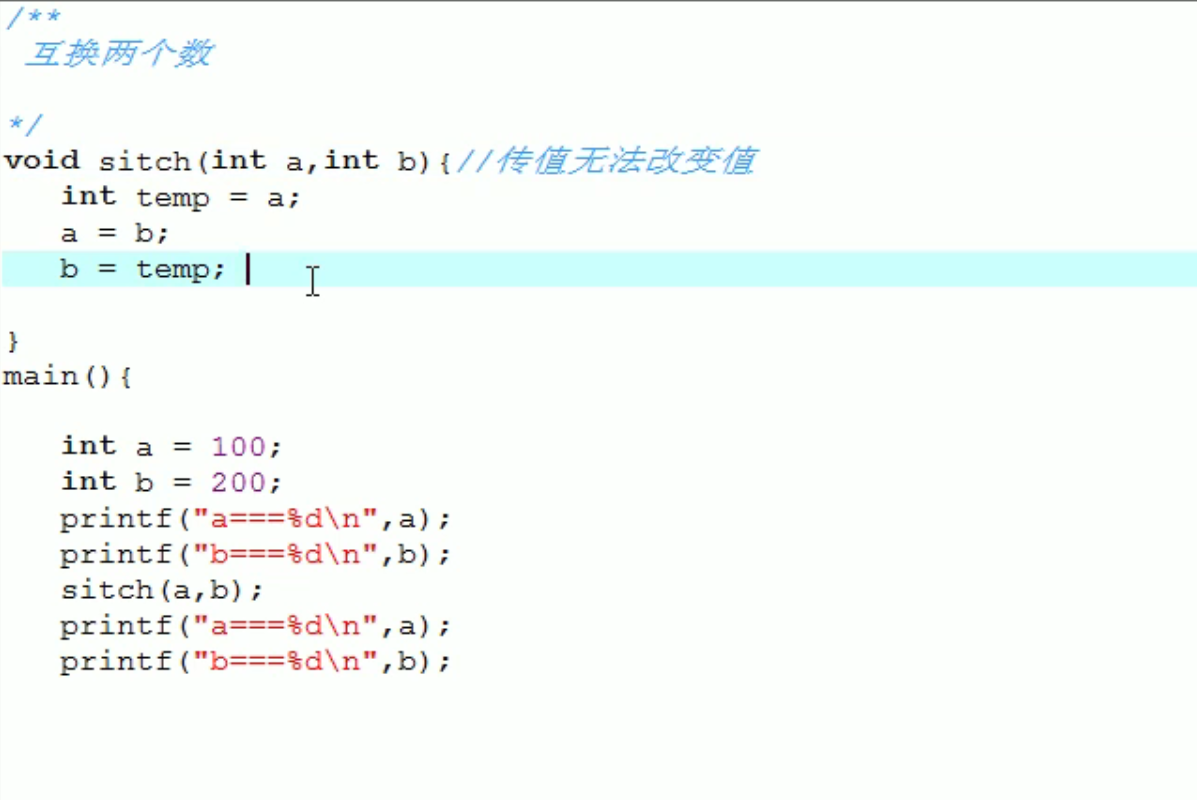 /**
互换两个数
*/
void sitch(int a,int b){//传值无法改变值
int temp = a;
a = b;
b = temp;
}
main(){
int a = 100;
int b = 200;
printf("a===%d\n",a);
printf("b===%d\n",b);
sitch(a,b);
printf("a===%d\n",a);
printf("b===%d\n",b);